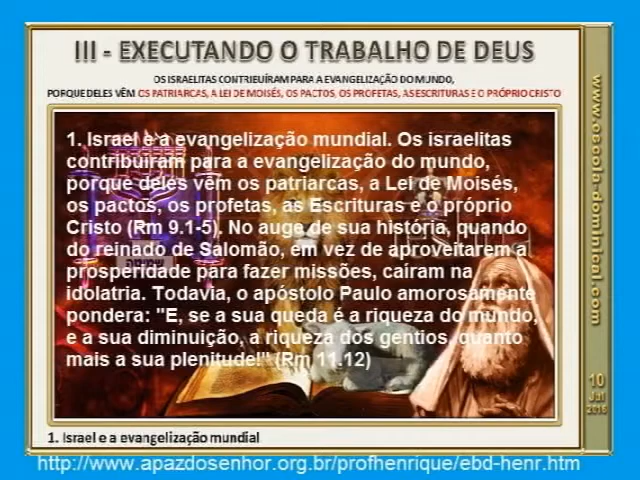 III - EXECUTANDO O TRABALHO DE DEUS
OS ISRAELITAS CONTRIBUÍRAM PARA A EVANGELIZAÇÃO DO MUNDO,
PORQUE DELES VÊM OS PATRIARCAS, A LEI DE MOISÉS, OS PACTOS, OS PROFETAS, AS ESCRITURAS E O PRÓPRIO CRISTO
1. Israel e a evangelização mundial. Os israelitas
contribuíram para a evangelização do mundo,
porque deles vêm os patriarcas, a Lei de Moisés,
os pactos, os profetas, as Escrituras e o próprio
Cristo (Rm 9.1-5). No auge de sua história, quando
do reinado de Salomão, em vez de aproveitarem a
prosperidade para fazer missões, caíram na
idolatria. Todavia, o apóstolo Paulo amorosamente
pondera: "E, se a sua queda é a riqueza do mundo,
e a sua diminuição, a riqueza dos gentios, quanto
mais a sua plenitude!" (Rm 11.12)
1. Israel e a evangelização mundial
www.escola-dominical.com
10
Jul
2016
http://www.apazdosenhor.org.br/profhenrique/ebd-henr.htm